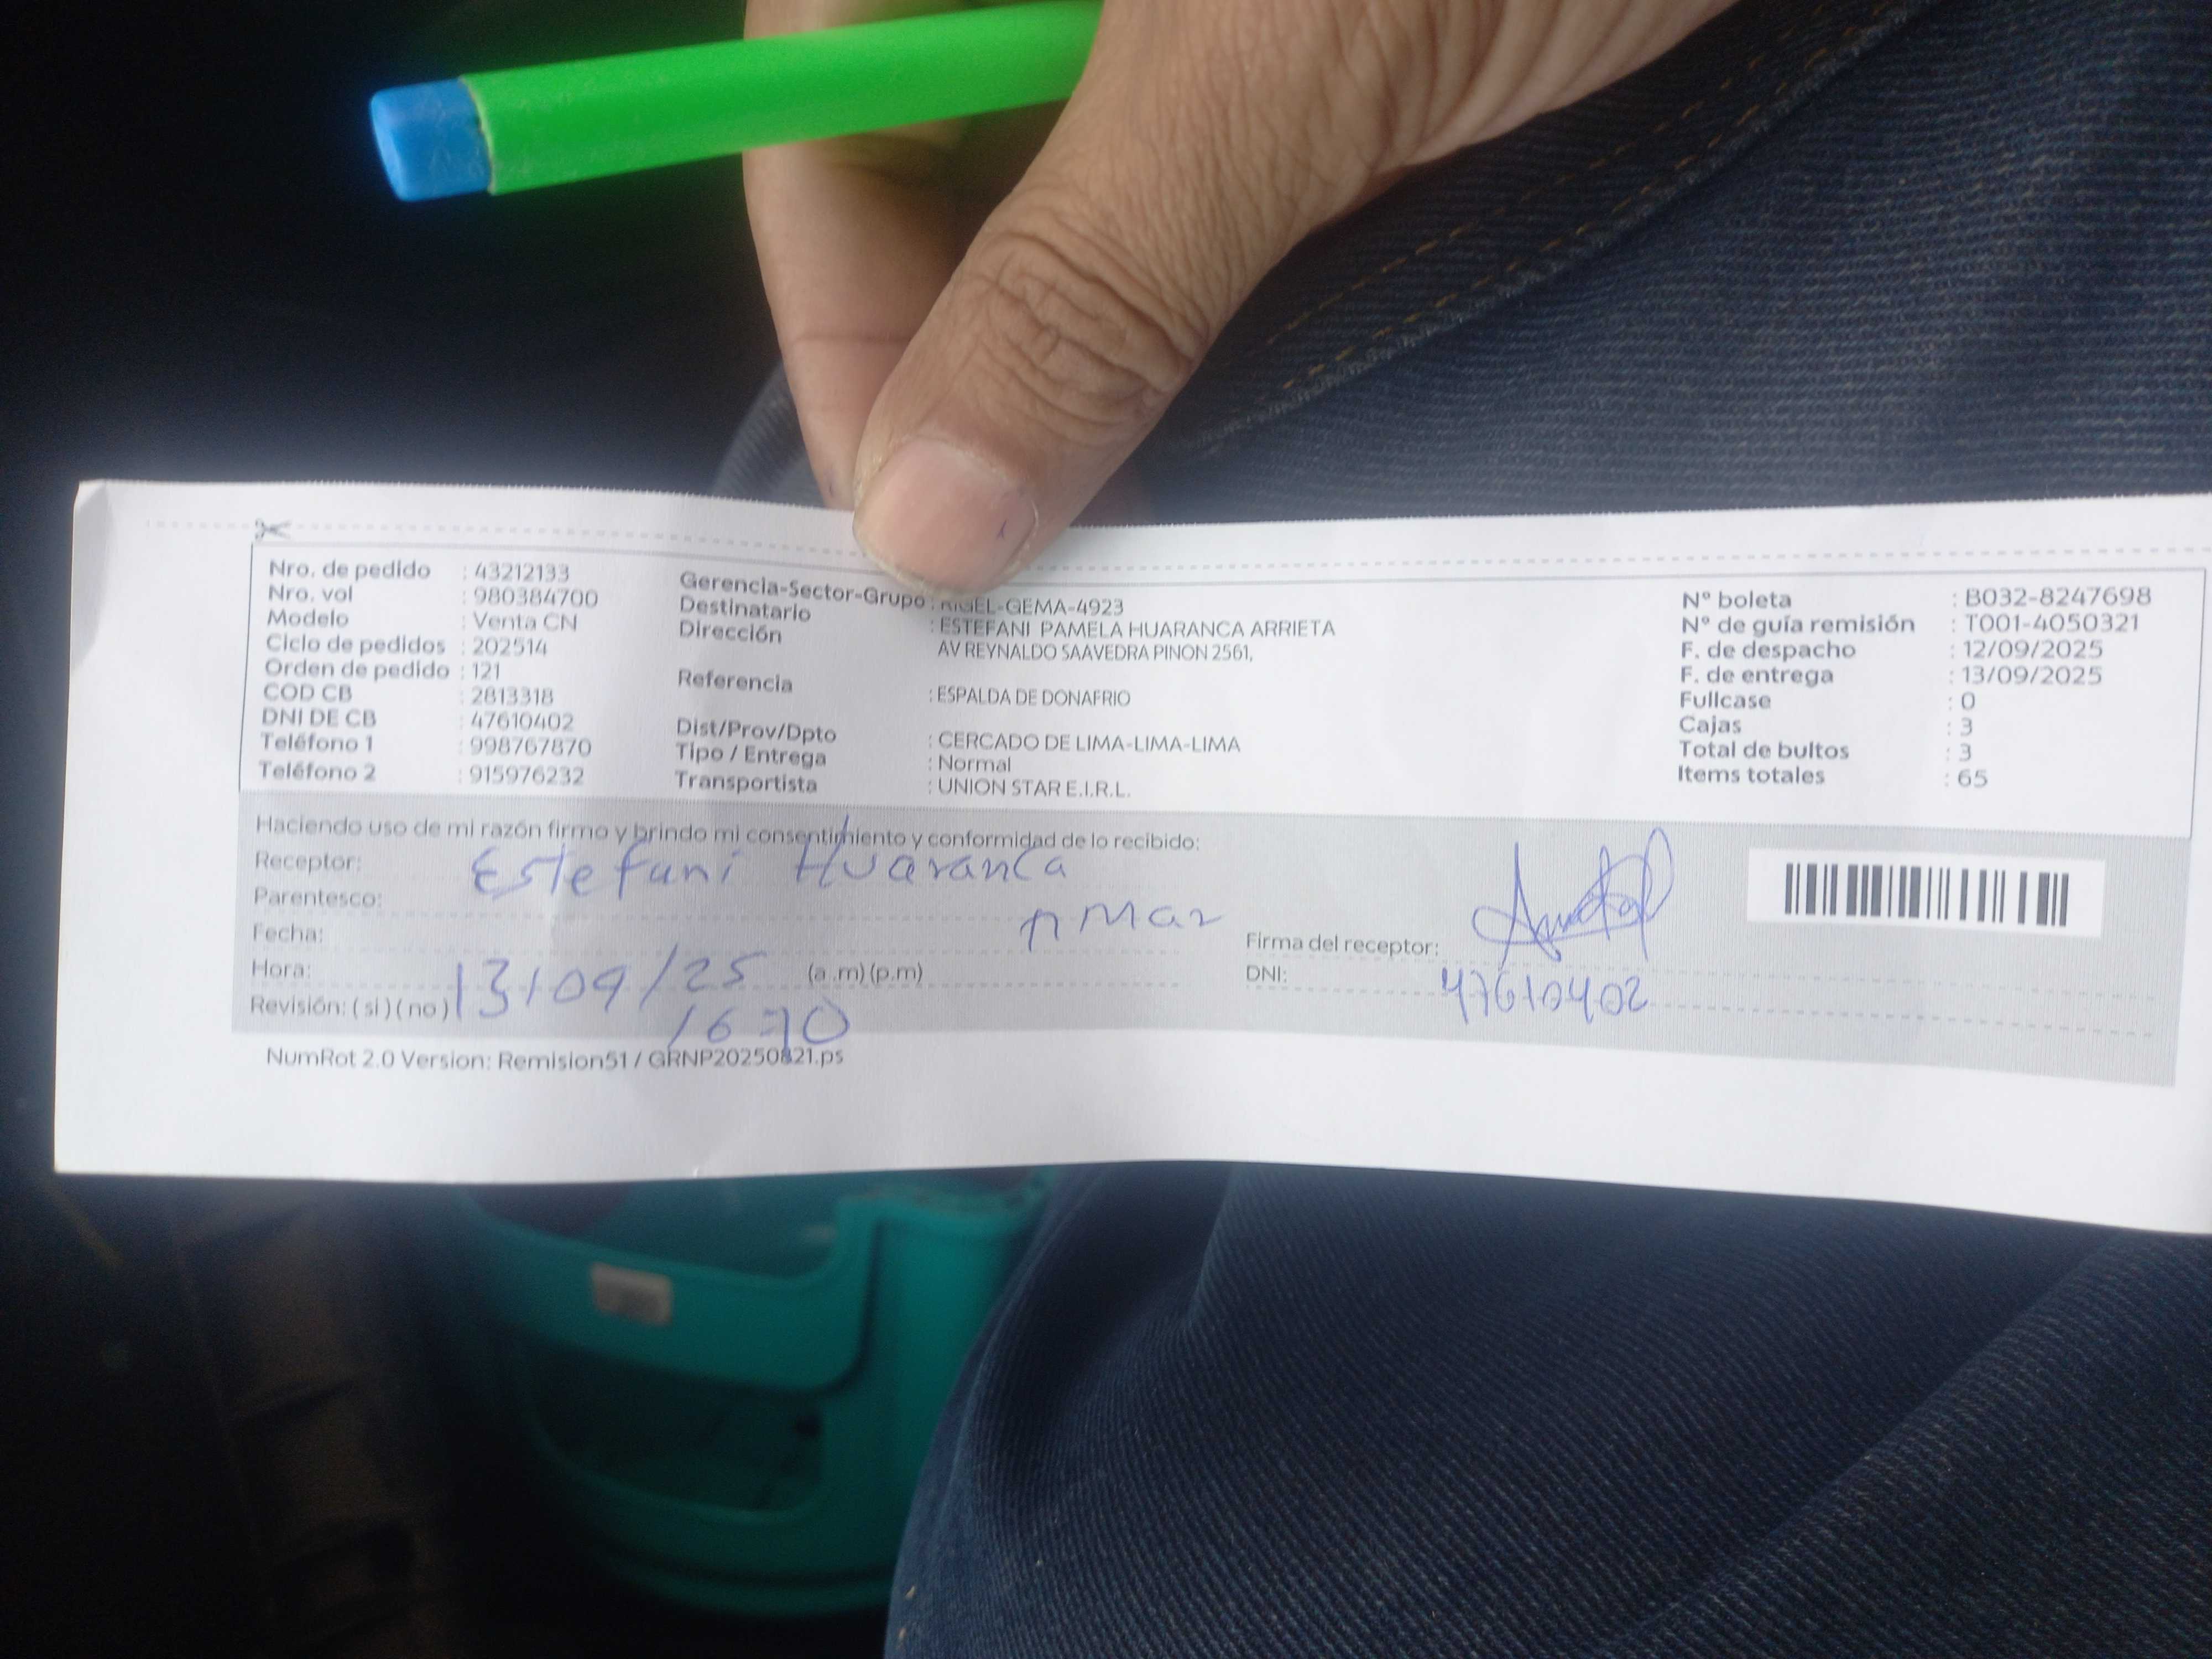 Nro. de pedido : 43212133
Nro. vol : 980384700
Modelo : Venta CN
Ciclo de pedidos : 202514
Orden de pedido : 121
COD CB : 2813318
DNI DE CB : 47610402
Teléfono 1 : 998767870
Teléfono 2 : 915976232
Gerencia-Sector-Grupo : RIGEL-GEMA-4923
Destinatario : ESTEFANI PAMELA HUARANCA ARRIETA
Dirección AV REYNALDO SAAVEDRA PINON 2561,
Referencia : ESPALDA DE DONAFRIO
Dist/Prov/Dpto : CERCADO DE LIMA-LIMA-LIMA
Tipo / Entrega : Normal
Transportista : UNION STAR E.I.R.L.
Nº boleta : B032-8247698
Nº de guía remisión : T001-4050321
F. de despacho : 12/09/2025
F. de entrega : 13/09/2025
Fullcase : 0
Cajas : 3
Total de bultos : 3
Items totales : 65
Haciendo uso de mi razón firmo y brindo mi consentimiento y conformidad de lo recibido:
Receptor: Estefani Huaranca
Parentesco:
Fecha: 13/09/25
Hora: (a .m) (p.m)
Revisión: ( si ) ( no )
Firma del receptor:
DNI: 47610402
NumRot 2.0 Version: Remision51 / GRNP20250821.ps